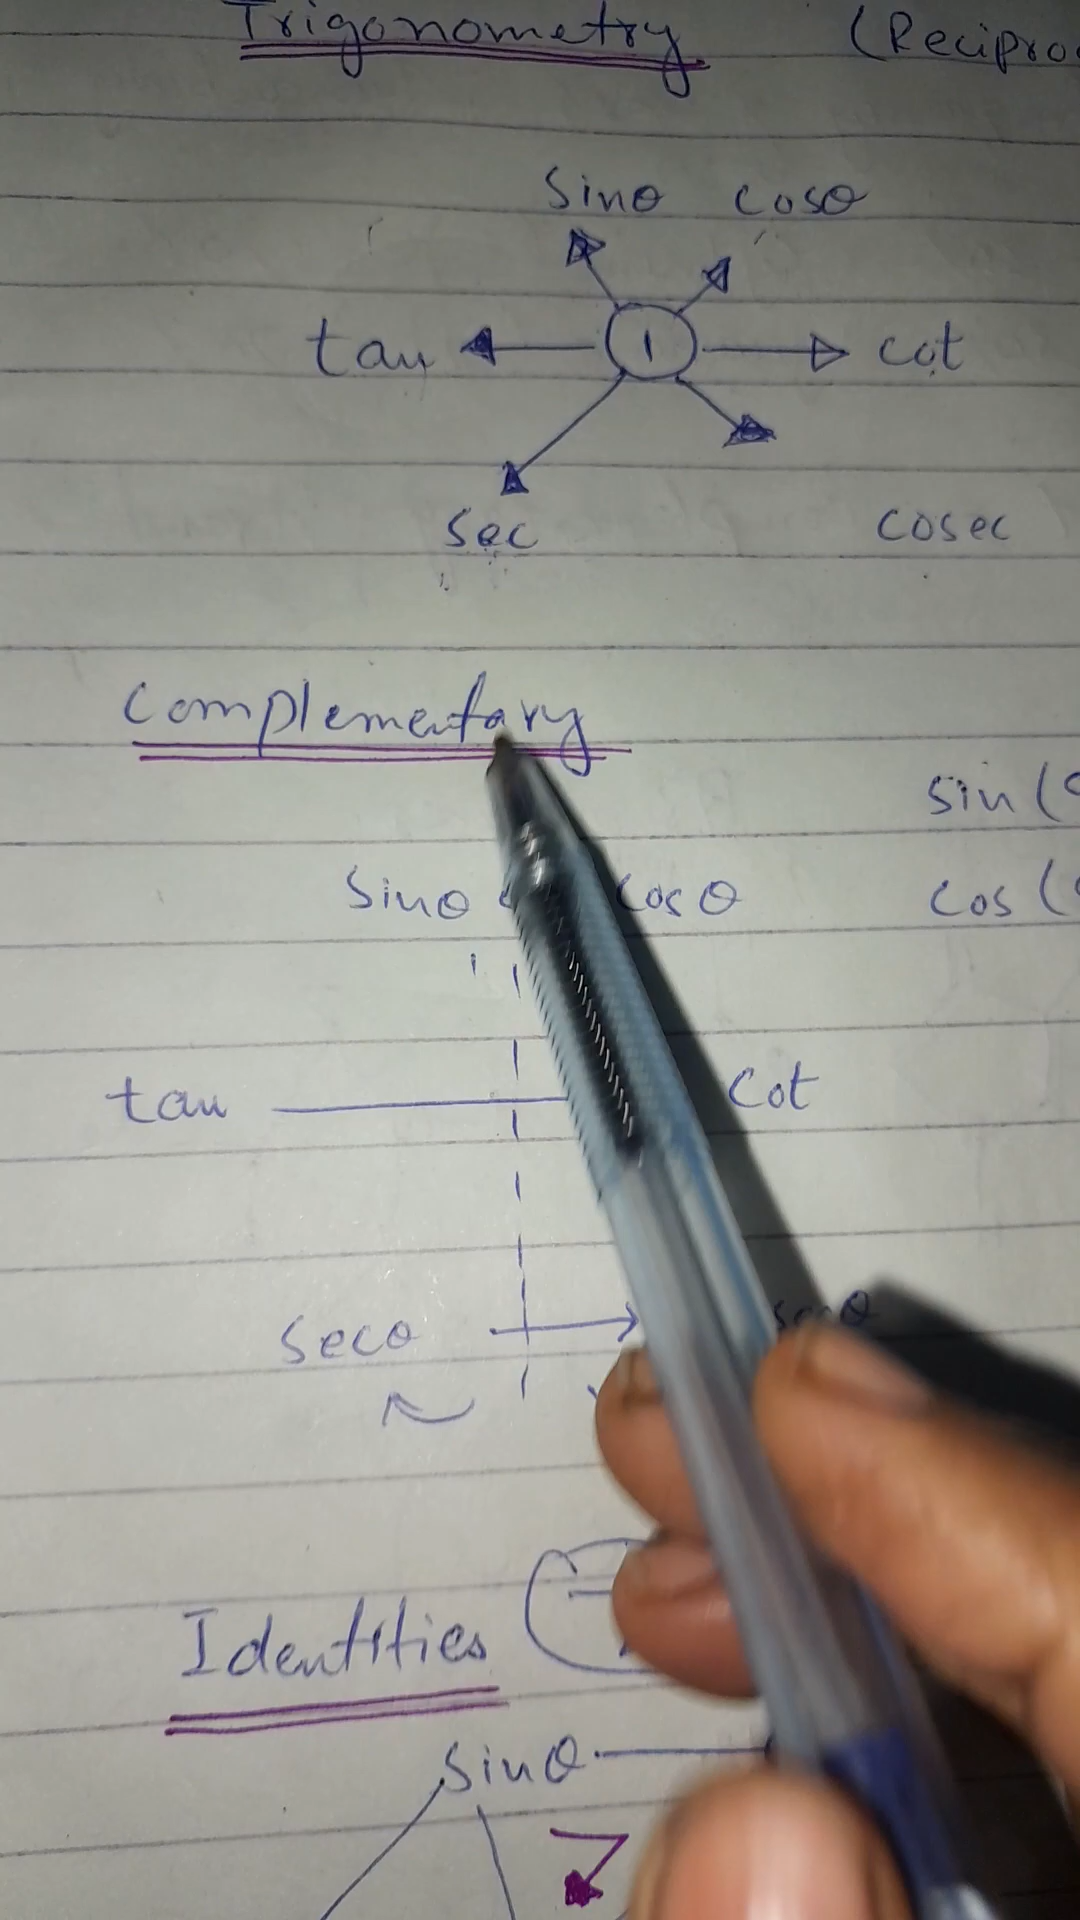 Trigonometry (Recipro
Sinθ Cosθ
tan 1 cot
Sec Cosec
Complementary
sin (
Sinθ Cosθ cos (
tan Cot
Secθ
Identities
Sinθ